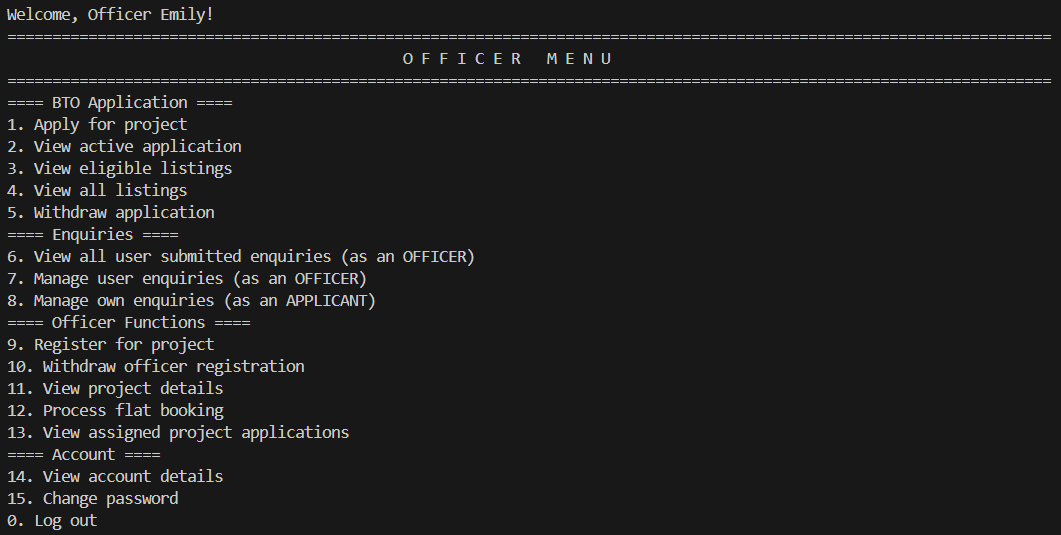 Welcome, Officer Emily!
====================================================================================================================
O F F I C E R   M E N U
====================================================================================================================
==== BTO Application ====
1. Apply for project
2. View active application
3. View eligible listings
4. View all listings
5. Withdraw application
==== Enquiries ====
6. View all user submitted enquiries (as an OFFICER)
7. Manage user enquiries (as an OFFICER)
8. Manage own enquiries (as an APPLICANT)
==== Officer Functions ====
9. Register for project
10. Withdraw officer registration
11. View project details
12. Process flat booking
13. View assigned project applications
==== Account ====
14. View account details
15. Change password
0. Log out